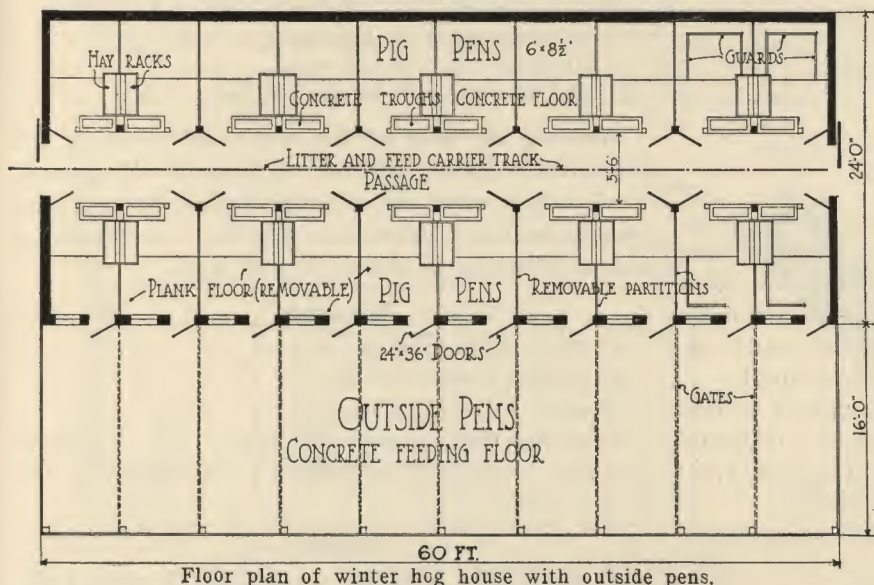 PIG PENS 6×8½'
HAY RACKS
GUARDS
CONCRETE TROUGHS CONCRETE FLOOR
LITTER AND FEED CARRIER TRACK
PASSAGE
5'-6"
24'-0"
PLANK FLOOR (REMOVABLE) PIG PENS REMOVABLE PARTITIONS
24"×36" DOORS
GATES
OUTSIDE PENS
CONCRETE FEEDING FLOOR
16'-0"
60 FT.
Floor plan of winter hog house with outside pens.